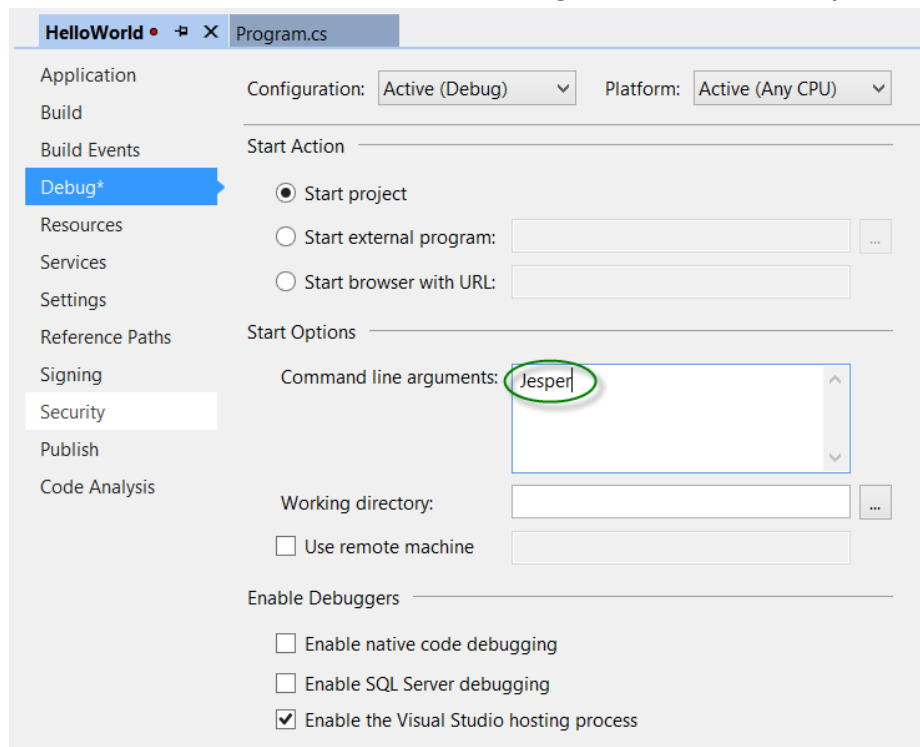 HelloWorld Program.cs
Application
Build
Build Events
Debug*
Resources
Services
Settings
Reference Paths
Signing
Security
Publish
Code Analysis
Configuration: Active (Debug) Platform: Active (Any CPU)
Start Action
Start project
Start external program: ...
Start browser with URL:
Start Options
Command line arguments: Jesper
Working directory: ...
Use remote machine
Enable Debuggers
Enable native code debugging
Enable SQL Server debugging
Enable the Visual Studio hosting process